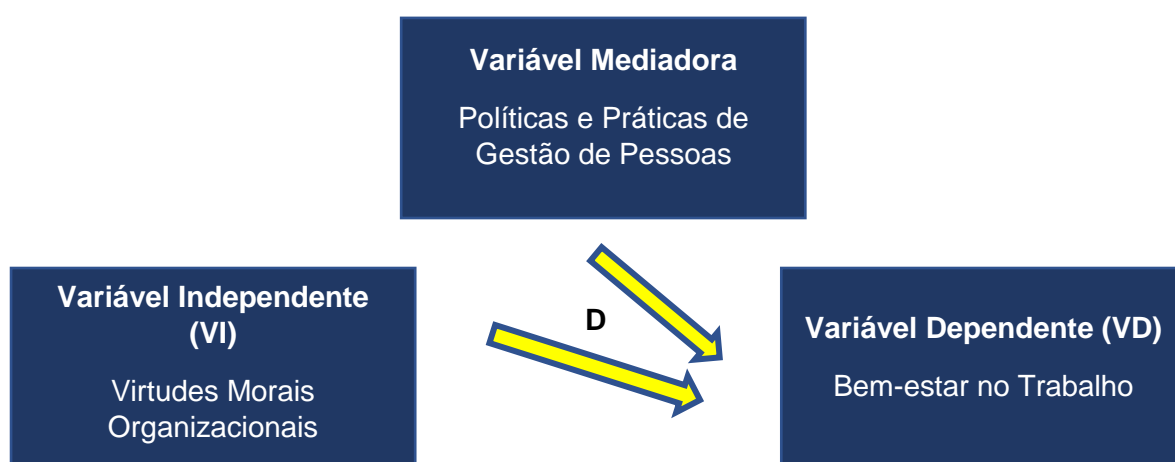 Variável Mediadora
Políticas e Práticas de
Gestão de Pessoas
Variável Independente
(VI)
Virtudes Morais
Organizacionais
D
Variável Dependente (VD)
Bem-estar no Trabalho